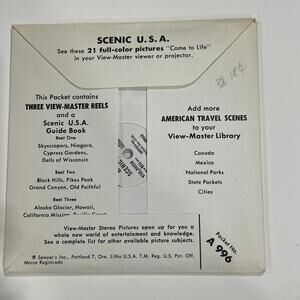 SCENIC U.S.A.
See these 21 full-color pictures "Come to Life"
in your View-Master viewer or projector.
This Packet contains
THREE VIEW-MASTER REELS
and a
Scenic U.S.A.
Guide Book
Reel One
Skyscrapers, Niagara,
Cypress Gardens,
Dells of Wisconsin
Reel Two
Black Hills, Pikes Peak
Grand Canyon, Old Faithful
Reel Three
Alaska Glacier, Hawaii,
California Mission, Pacific Coast
SCENIC
Add more
AMERICAN TRAVEL SCENES
to your
View-Master Library
Canada
Mexico
National Parks
State Packets
Cities
View-Master Stereo Pictures open up for you a
whole new world of entertainment and knowledge.
See a complete list for other available picture subjects.
® Sawyer's Inc., Portland 7, Ore. Litho U.S.A. T.M. Reg. U.S. Pat. Off.
Marca Registrada
Packet No.
A 996